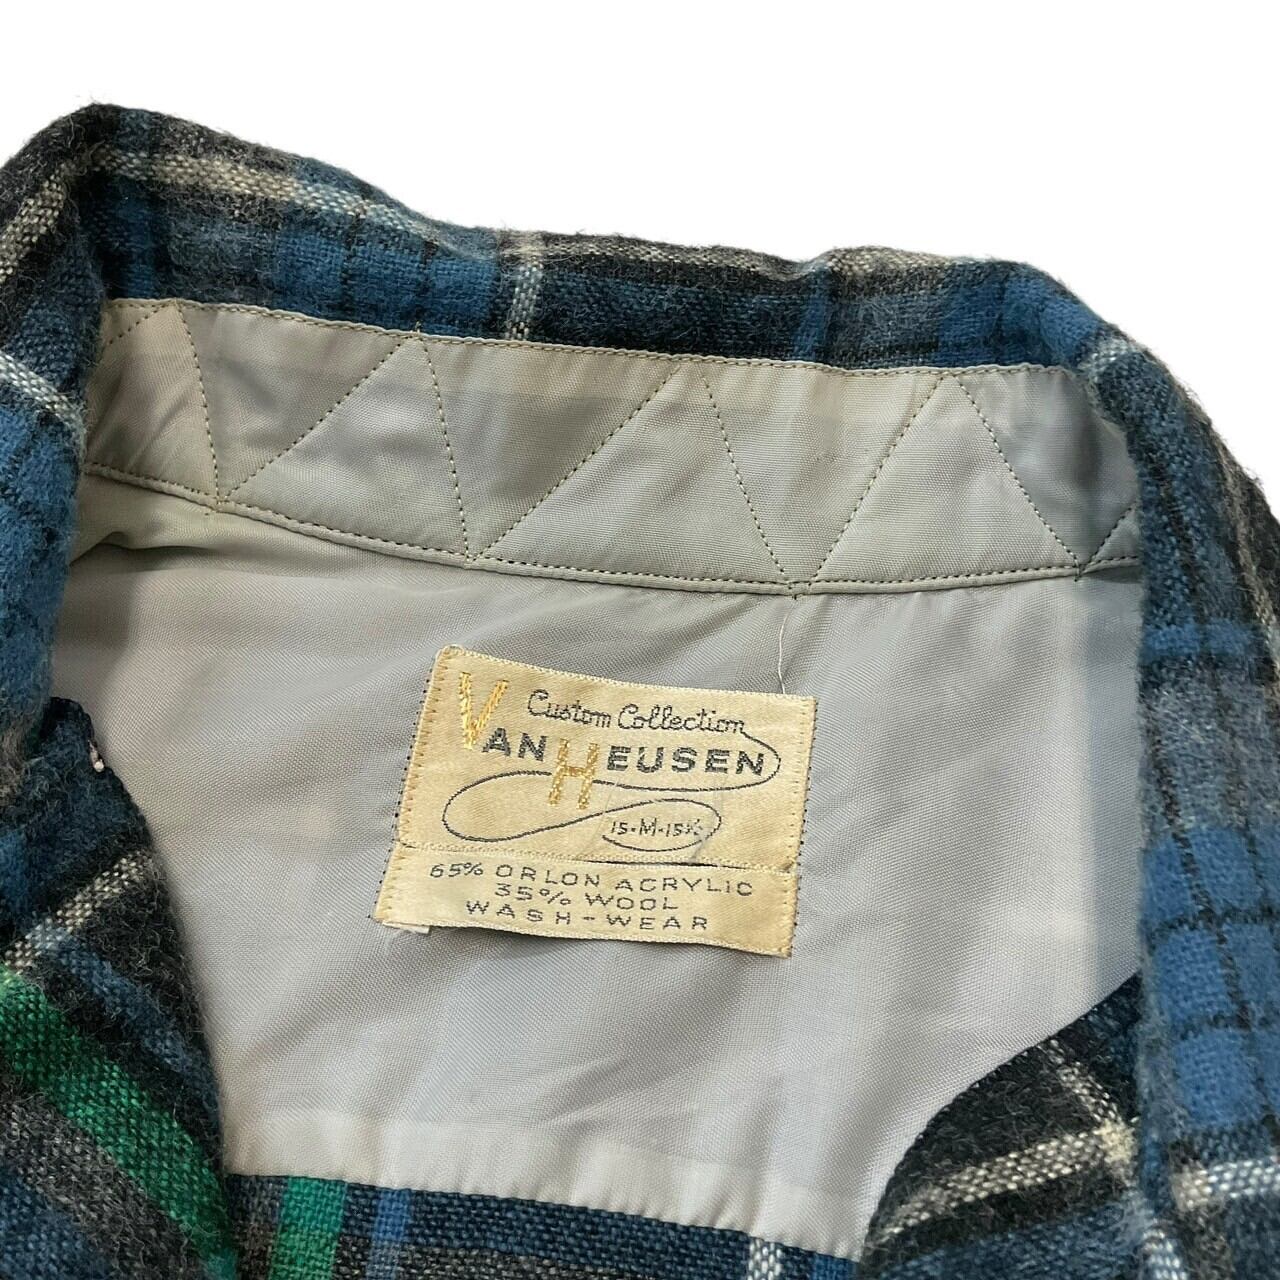 Custom Collection
VAN HEUSEN
15-M-15½
65% ORLON ACRYLIC
35% WOOL
WASH-WEAR